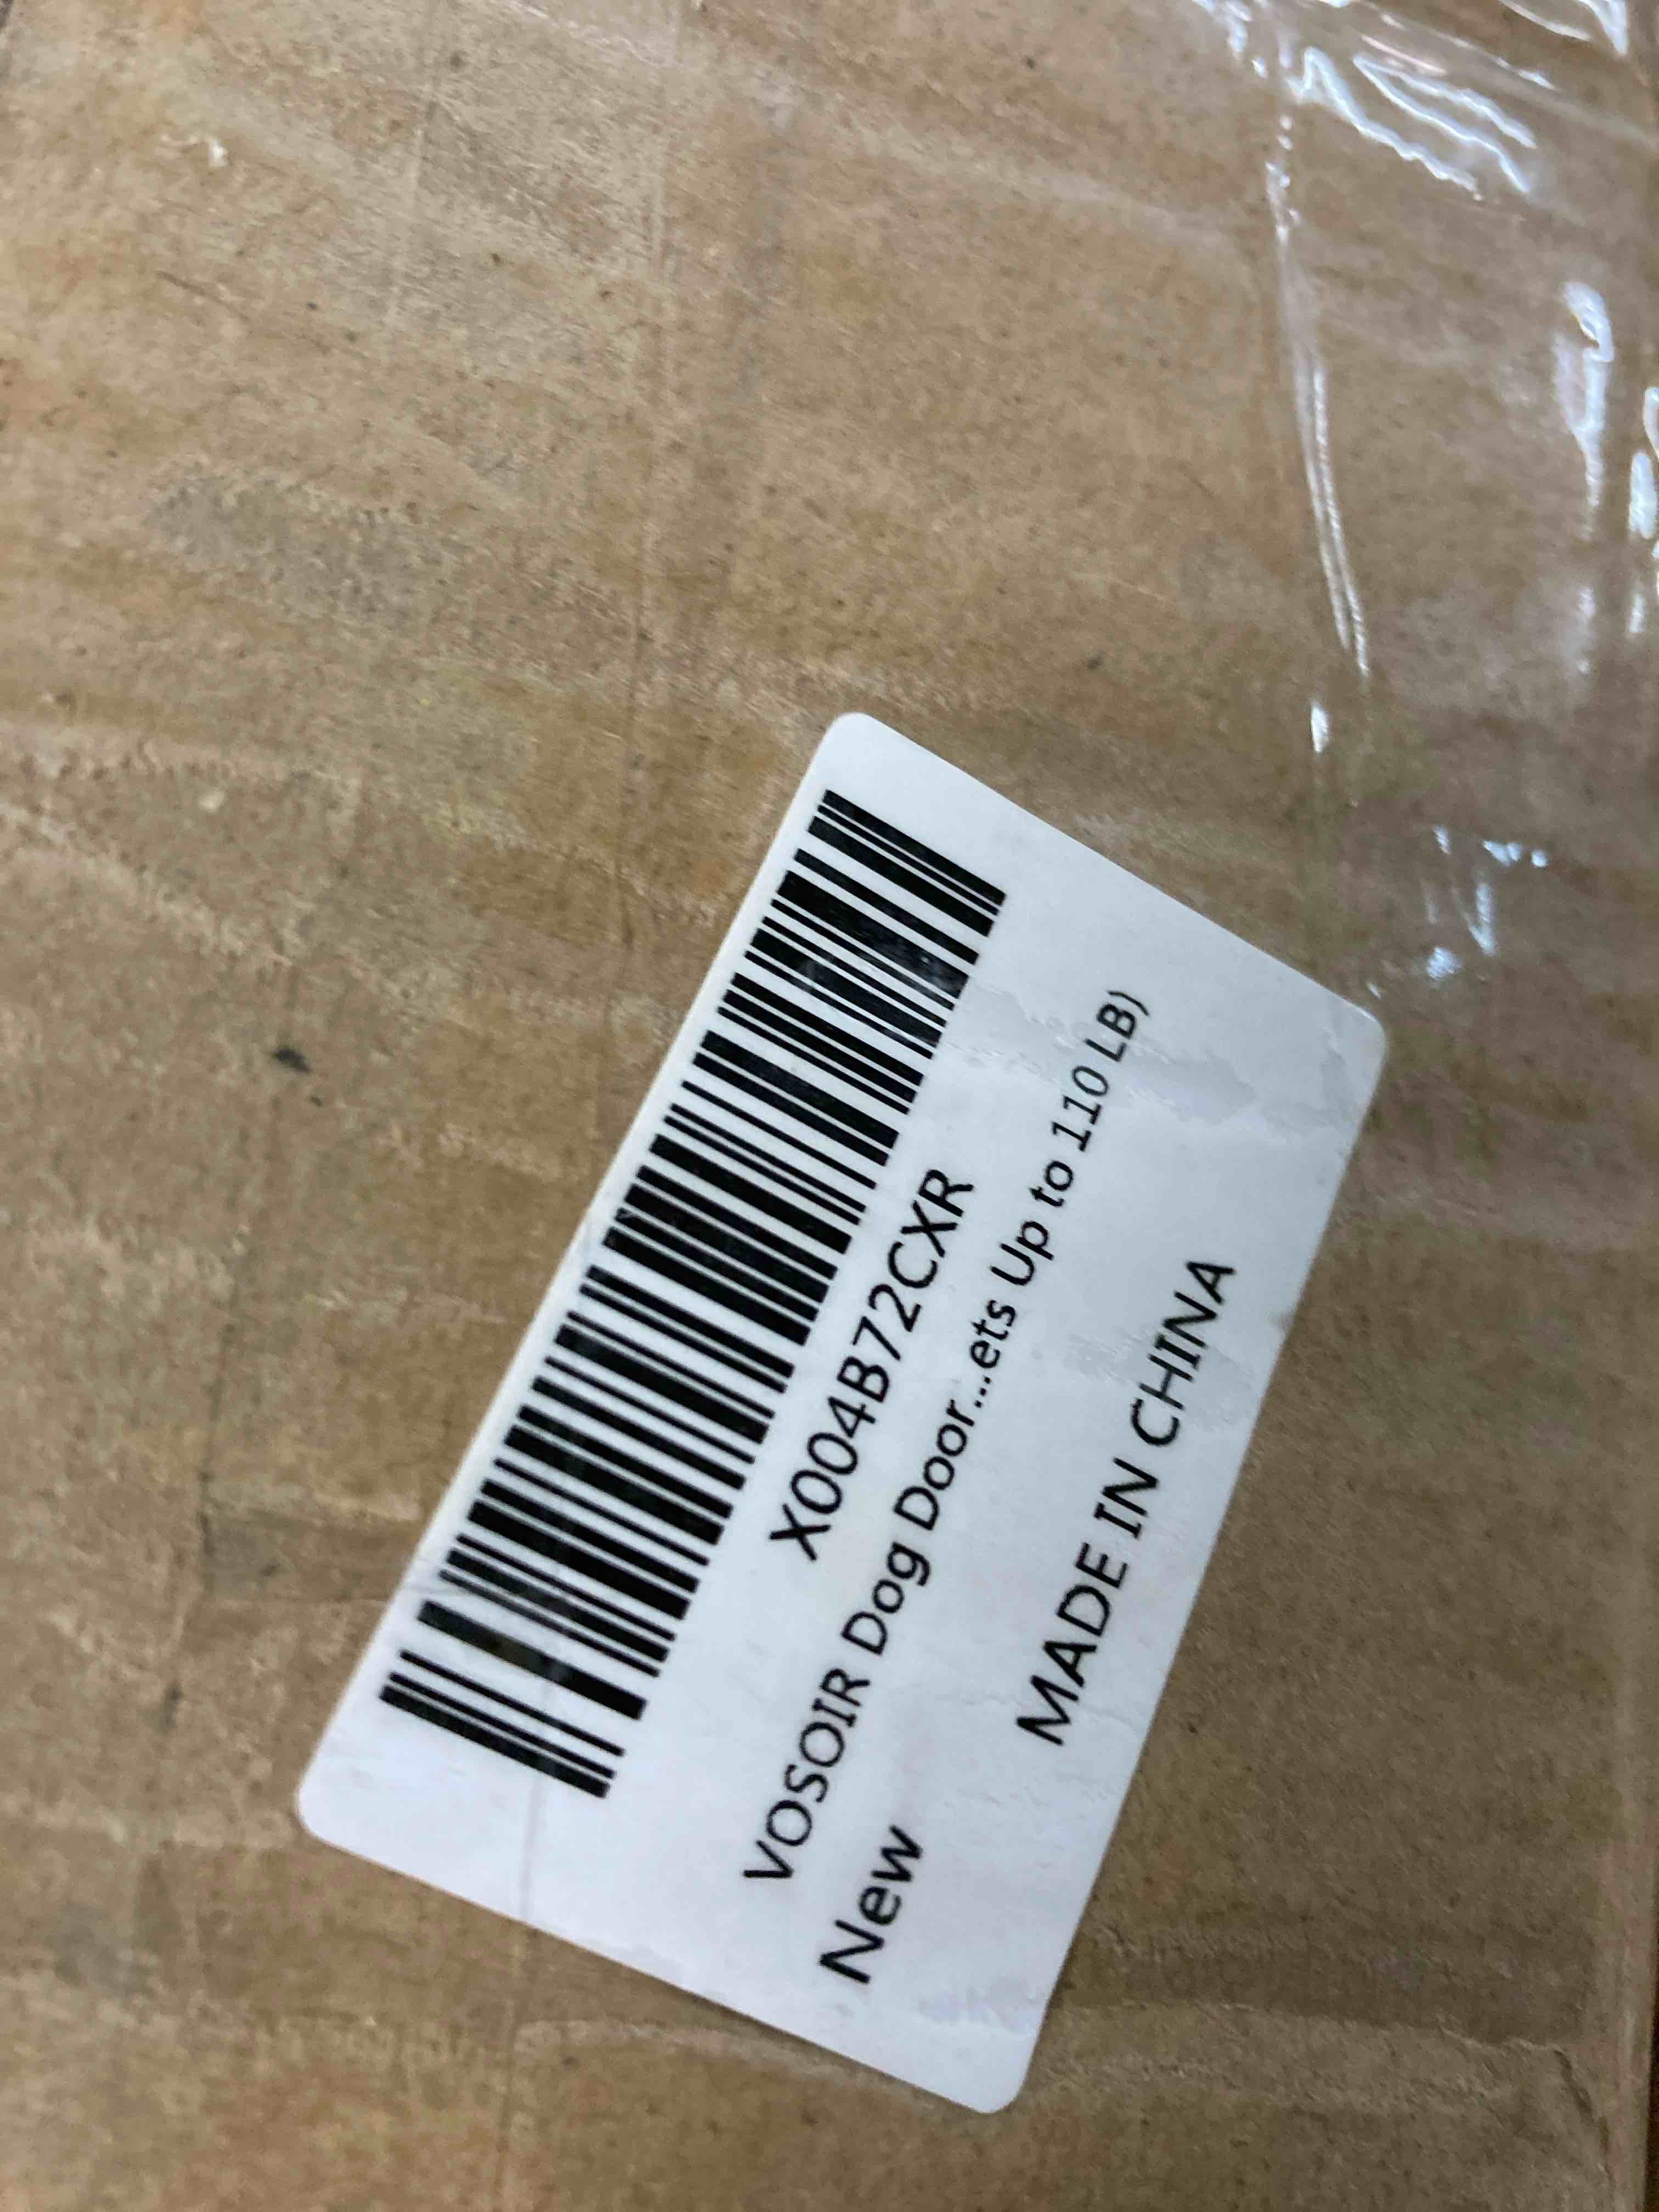 X004B72CXR
VOSOIR Dog Door...ets Up to 110 LB)
New
MADE IN CHINA